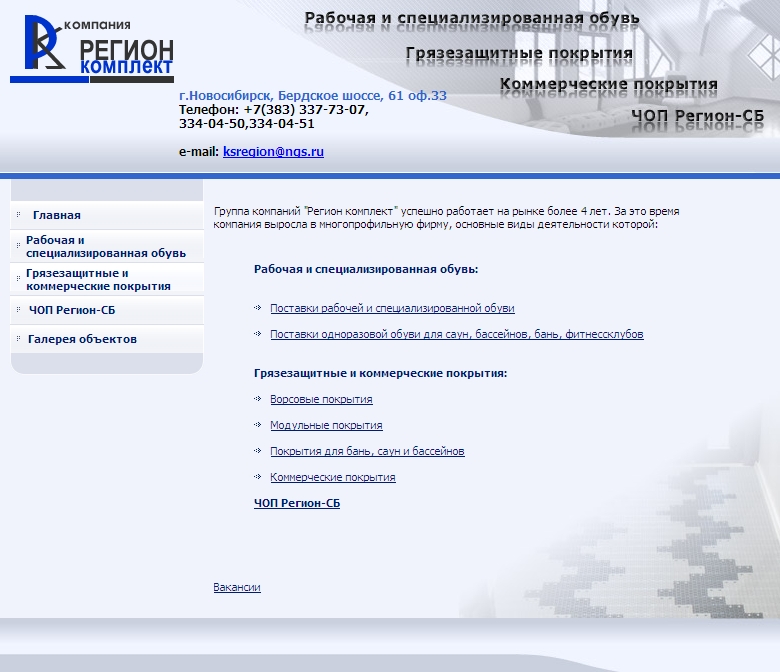 компания
РЕГИОН
КОМПЛЕКТ
Рабочая и специализированная обувь
Грязезащитные покрытия
Коммерческие покрытия
ЧОП Регион-СБ
г.Новосибирск, Бердское шоссе, 61 оф.33
Телефон: +7(383) 337-73-07,
334-04-50,334-04-51
e-mail: ksregion@ngs.ru
Главная
Рабочая и
специализированная обувь
Грязезащитные и
коммерческие покрытия
ЧОП Регион-СБ
Галерея объектов
Группа компаний "Регион комплект" успешно работает на рынке более 4 лет. За это время
компания выросла в многопрофильную фирму, основные виды деятельности которой:
Рабочая и специализированная обувь:
Поставки рабочей и специализированной обуви
Поставки одноразовой обуви для саун, бассейнов, бань, фитнессклубов
Грязезащитные и коммерческие покрытия:
Ворсовые покрытия
Модульные покрытия
Покрытия для бань, саун и бассейнов
Коммерческие покрытия
ЧОП Регион-СБ
Вакансии